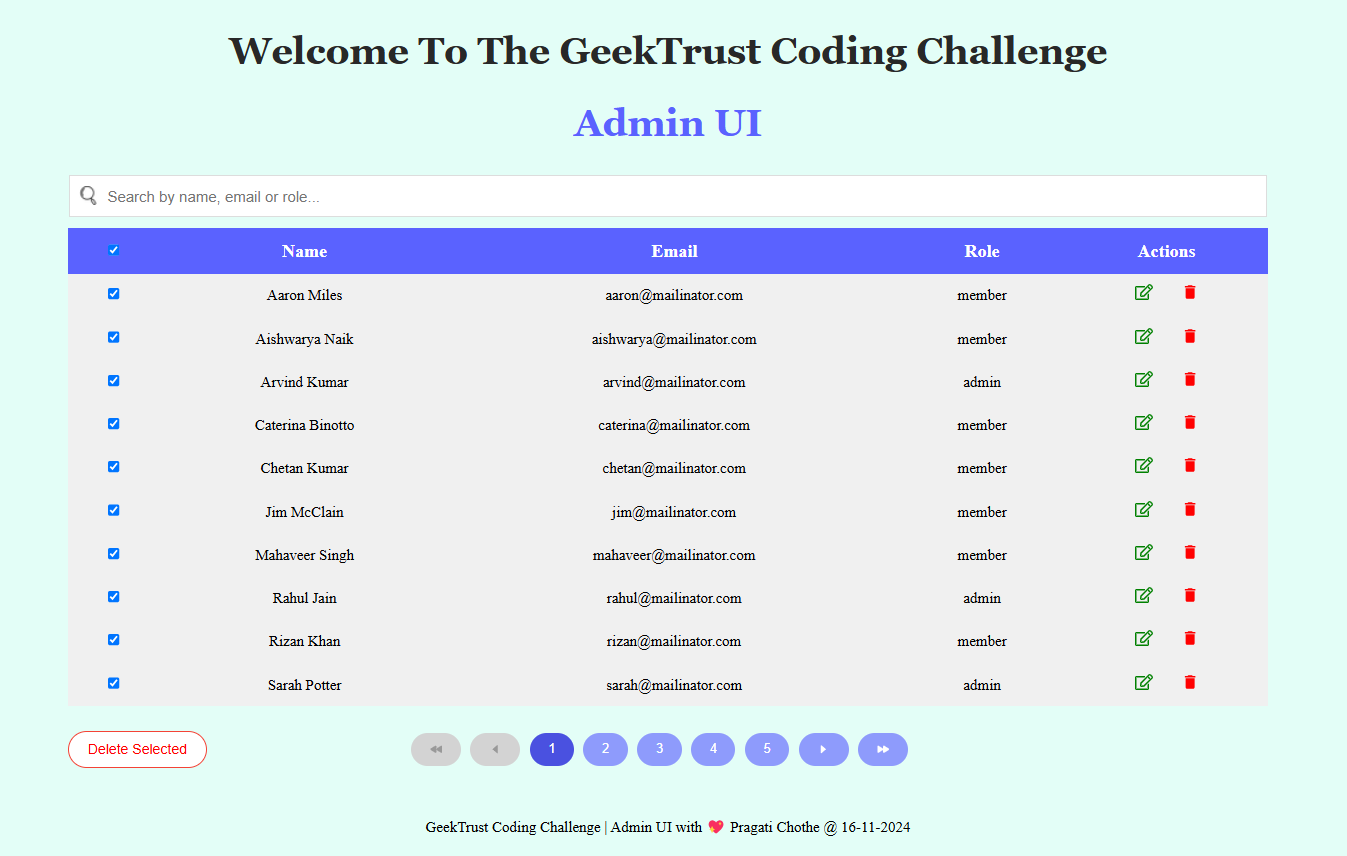 Welcome To The GeekTrust Coding Challenge
Admin UI
Search by name, email or role...
Name Email Role Actions
Aaron Miles aaron@mailinator.com member
Aishwarya Naik aishwarya@mailinator.com member
Arvind Kumar arvind@mailinator.com admin
Caterina Binotto caterina@mailinator.com member
Chetan Kumar chetan@mailinator.com member
Jim McClain jim@mailinator.com member
Mahaveer Singh mahaveer@mailinator.com member
Rahul Jain rahul@mailinator.com admin
Rizan Khan rizan@mailinator.com member
Sarah Potter sarah@mailinator.com admin
Delete Selected 1 2 3 4 5
GeekTrust Coding Challenge | Admin UI with 💖 Pragati Chothe @ 16-11-2024